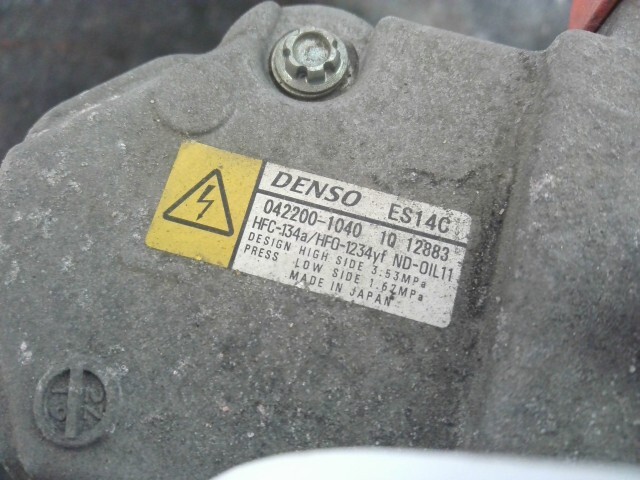 DENSO ES14C
042200-1040 1Q 12883
HFC-134a/HFO-1234yf ND-OIL11
DESIGN HIGH SIDE 3.53MPa
PRESS LOW SIDE 1.62MPa
MADE IN JAPAN